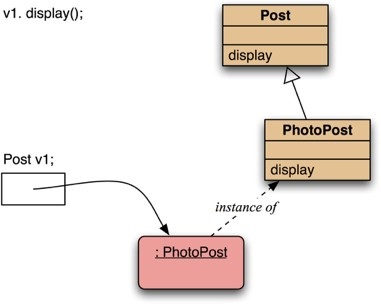 v1. display();
Post
display
PhotoPost
display
Post v1;
instance of
: PhotoPost